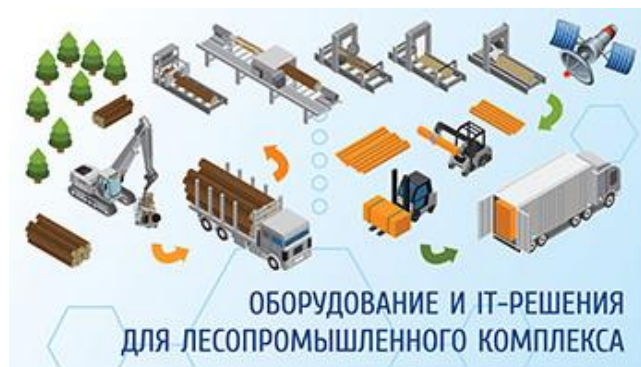 ОБОРУДОВАНИЕ И IT-РЕШЕНИЯ
ДЛЯ ЛЕСОПРОМЫШЛЕННОГО КОМПЛЕКСА